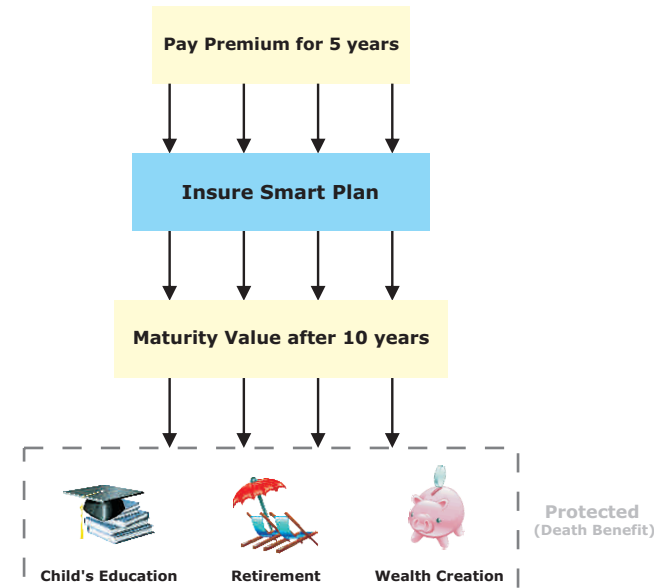 Pay Premium for 5 years
Insure Smart Plan
Maturity Value after 10 years
Protected
(Death Benefit)
Child's Education
Retirement
Wealth Creation